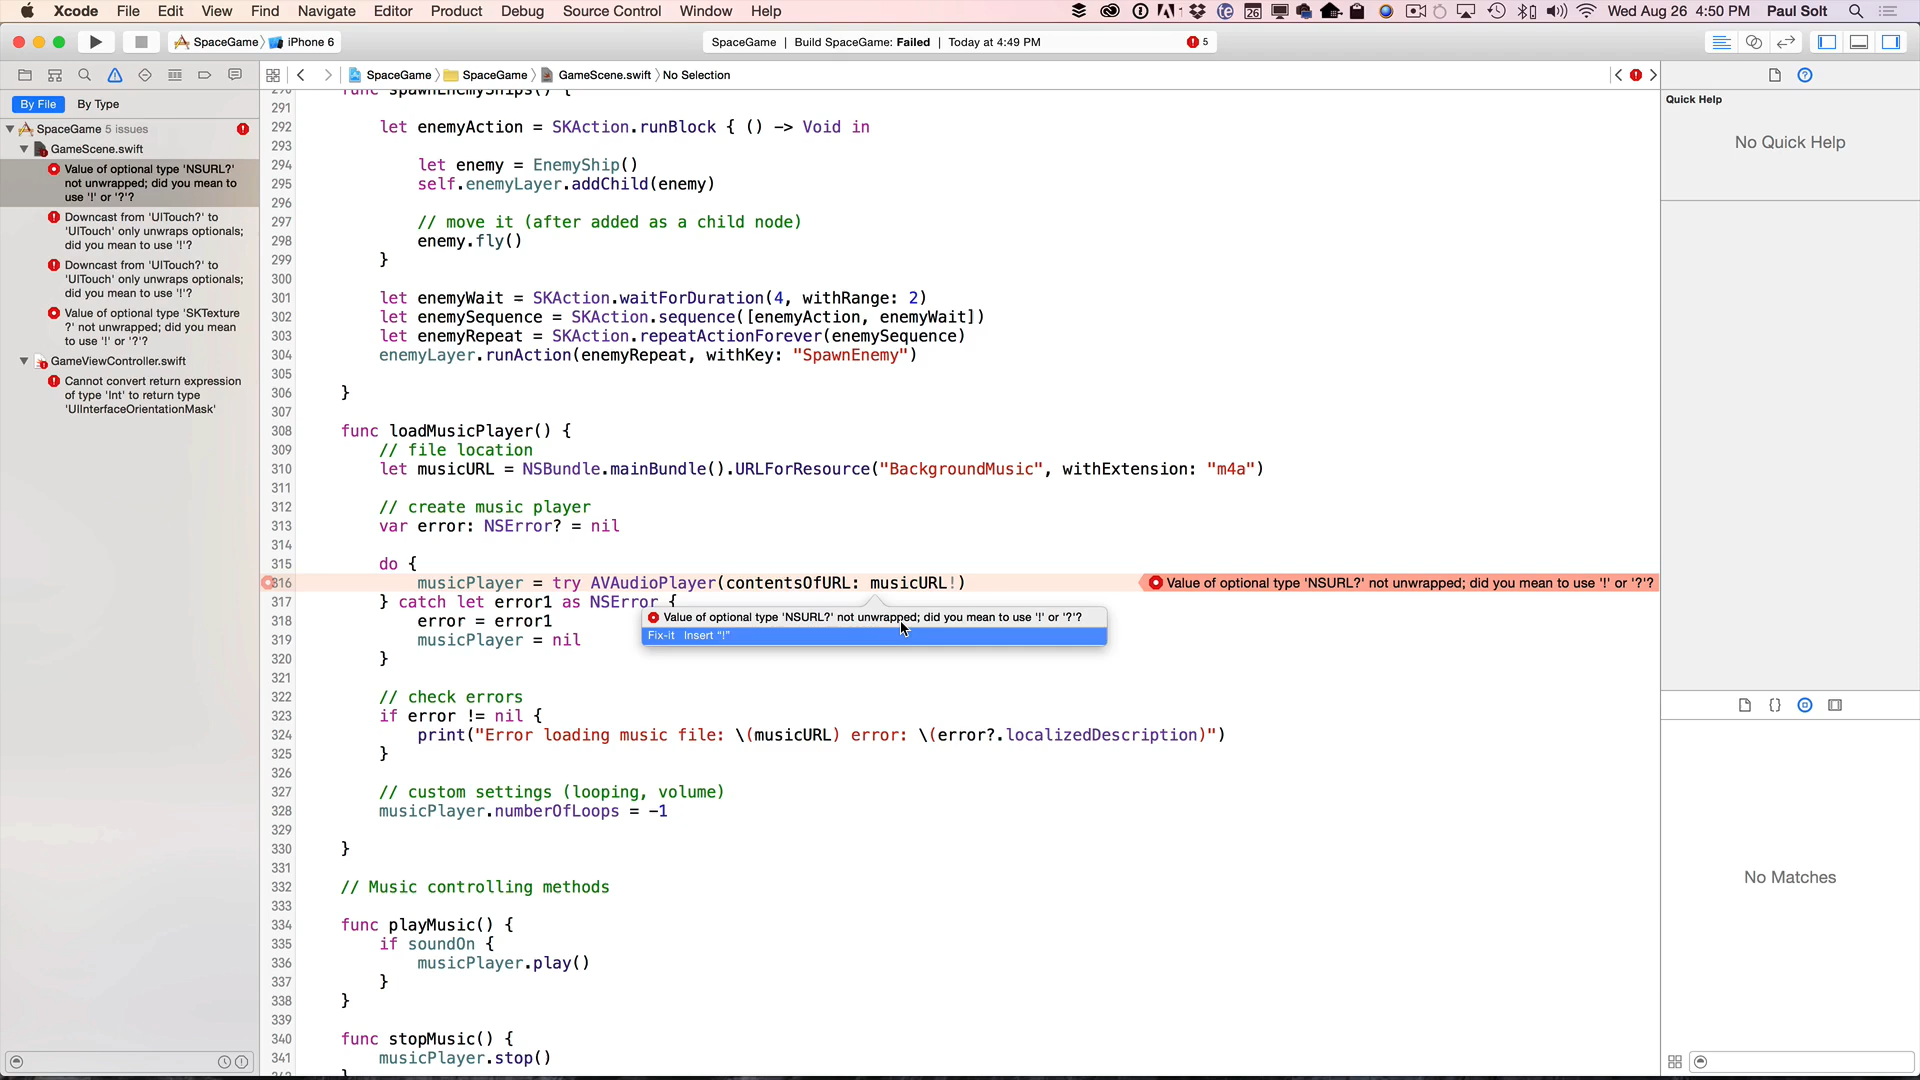 Xcode File Edit View Find Navigate Editor Product Debug Source Control Window Help
26 Wed Aug 26 4:50 PM Paul Solt
SpaceGame iPhone 6
SpaceGame | Build SpaceGame: Failed | Today at 4:49 PM
5
SpaceGame SpaceGame GameScene.swift No Selection
By File By Type
SpaceGame 5 issues
GameScene.swift
Value of optional type 'NSURL?'
not unwrapped; did you mean to
use '!' or '?'?
Downcast from 'UITouch?' to
'UITouch' only unwraps optionals;
did you mean to use '!'?
Downcast from 'UITouch?' to
'UITouch' only unwraps optionals;
did you mean to use '!'?
Value of optional type 'SKTexture
?' not unwrapped; did you mean
to use '!' or '?'?
GameViewController.swift
Cannot convert return expression
of type 'Int' to return type
'UIInterfaceOrientationMask'
290 func spawnEnemyShips() {
291
292 let enemyAction = SKAction.runBlock { () -> Void in
293
294 let enemy = EnemyShip()
295 self.enemyLayer.addChild(enemy)
296
297 // move it (after added as a child node)
298 enemy.fly()
299 }
300
301 let enemyWait = SKAction.waitForDuration(4, withRange: 2)
302 let enemySequence = SKAction.sequence([enemyAction, enemyWait])
303 let enemyRepeat = SKAction.repeatActionForever(enemySequence)
304 enemyLayer.runAction(enemyRepeat, withKey: "SpawnEnemy")
305
306 }
307
308 func loadMusicPlayer() {
309 // file location
310 let musicURL = NSBundle.mainBundle().URLForResource("BackgroundMusic", withExtension: "m4a")
311
312 // create music player
313 var error: NSError? = nil
314
315 do {
316 musicPlayer = try AVAudioPlayer(contentsOfURL: musicURL!)
Value of optional type 'NSURL?' not unwrapped; did you mean to use '!' or '?'?
317 } catch let error1 as NSError {
Value of optional type 'NSURL?' not unwrapped; did you mean to use '!' or '?'?
Fix-it Insert "!"
318 error = error1
319 musicPlayer = nil
320 }
321
322 // check errors
323 if error != nil {
324 print("Error loading music file: \(musicURL) error: \(error?.localizedDescription)")
325 }
326
327 // custom settings (looping, volume)
328 musicPlayer.numberOfLoops = -1
329
330 }
331
332 // Music controlling methods
333
334 func playMusic() {
335 if soundOn {
336 musicPlayer.play()
337 }
338 }
339
340 func stopMusic() {
341 musicPlayer.stop()
Quick Help
No Quick Help
No Matches